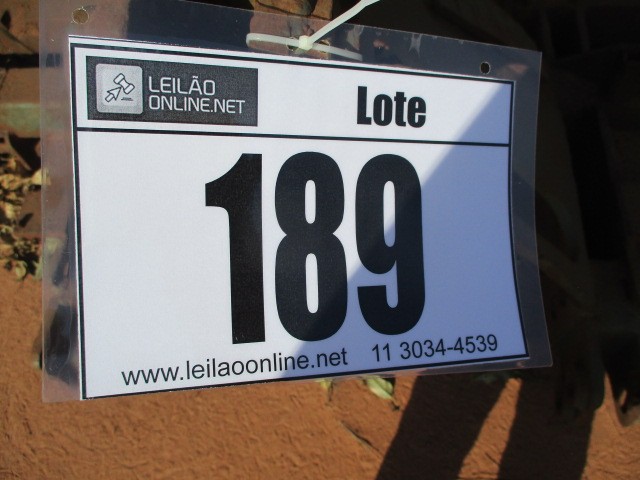 LEILÃO
ONLINE.NET
Lote
189
www.leilaoonline.net 11 3034-4539